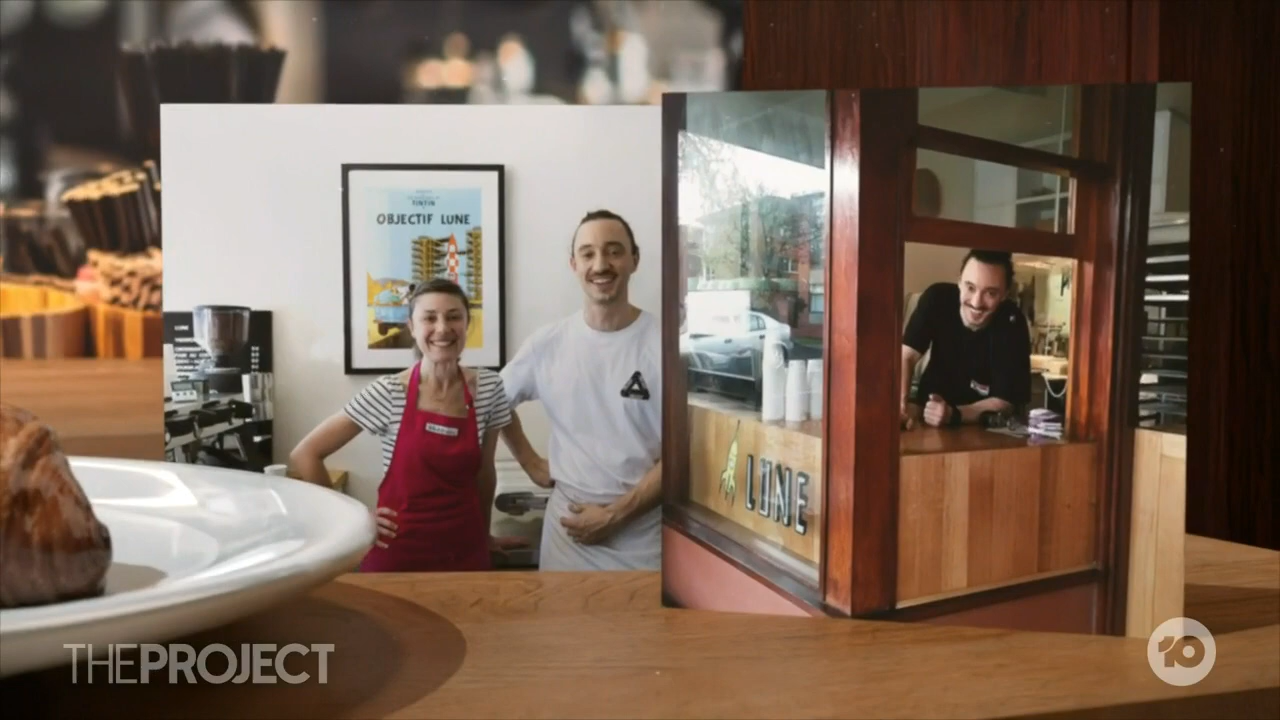 TINTIN
OBJECTIF LUNE
LUNE
THEPROJECT
10